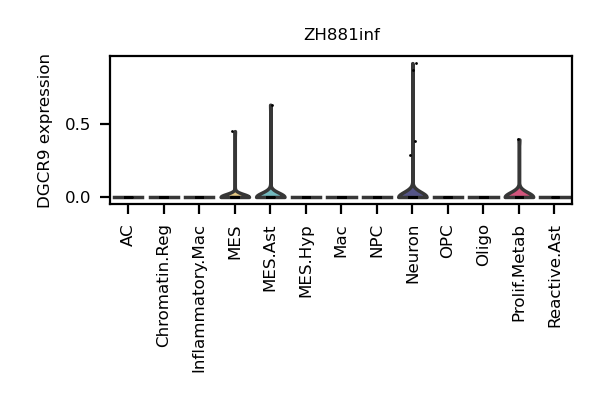 ZH881inf
DGCR9 expression
0.5
0.0
AC
Chromatin.Reg
Inflammatory.Mac
MES
MES.Ast
MES.Hyp
Mac
NPC
Neuron
OPC
Oligo
Prolif.Metab
Reactive.Ast